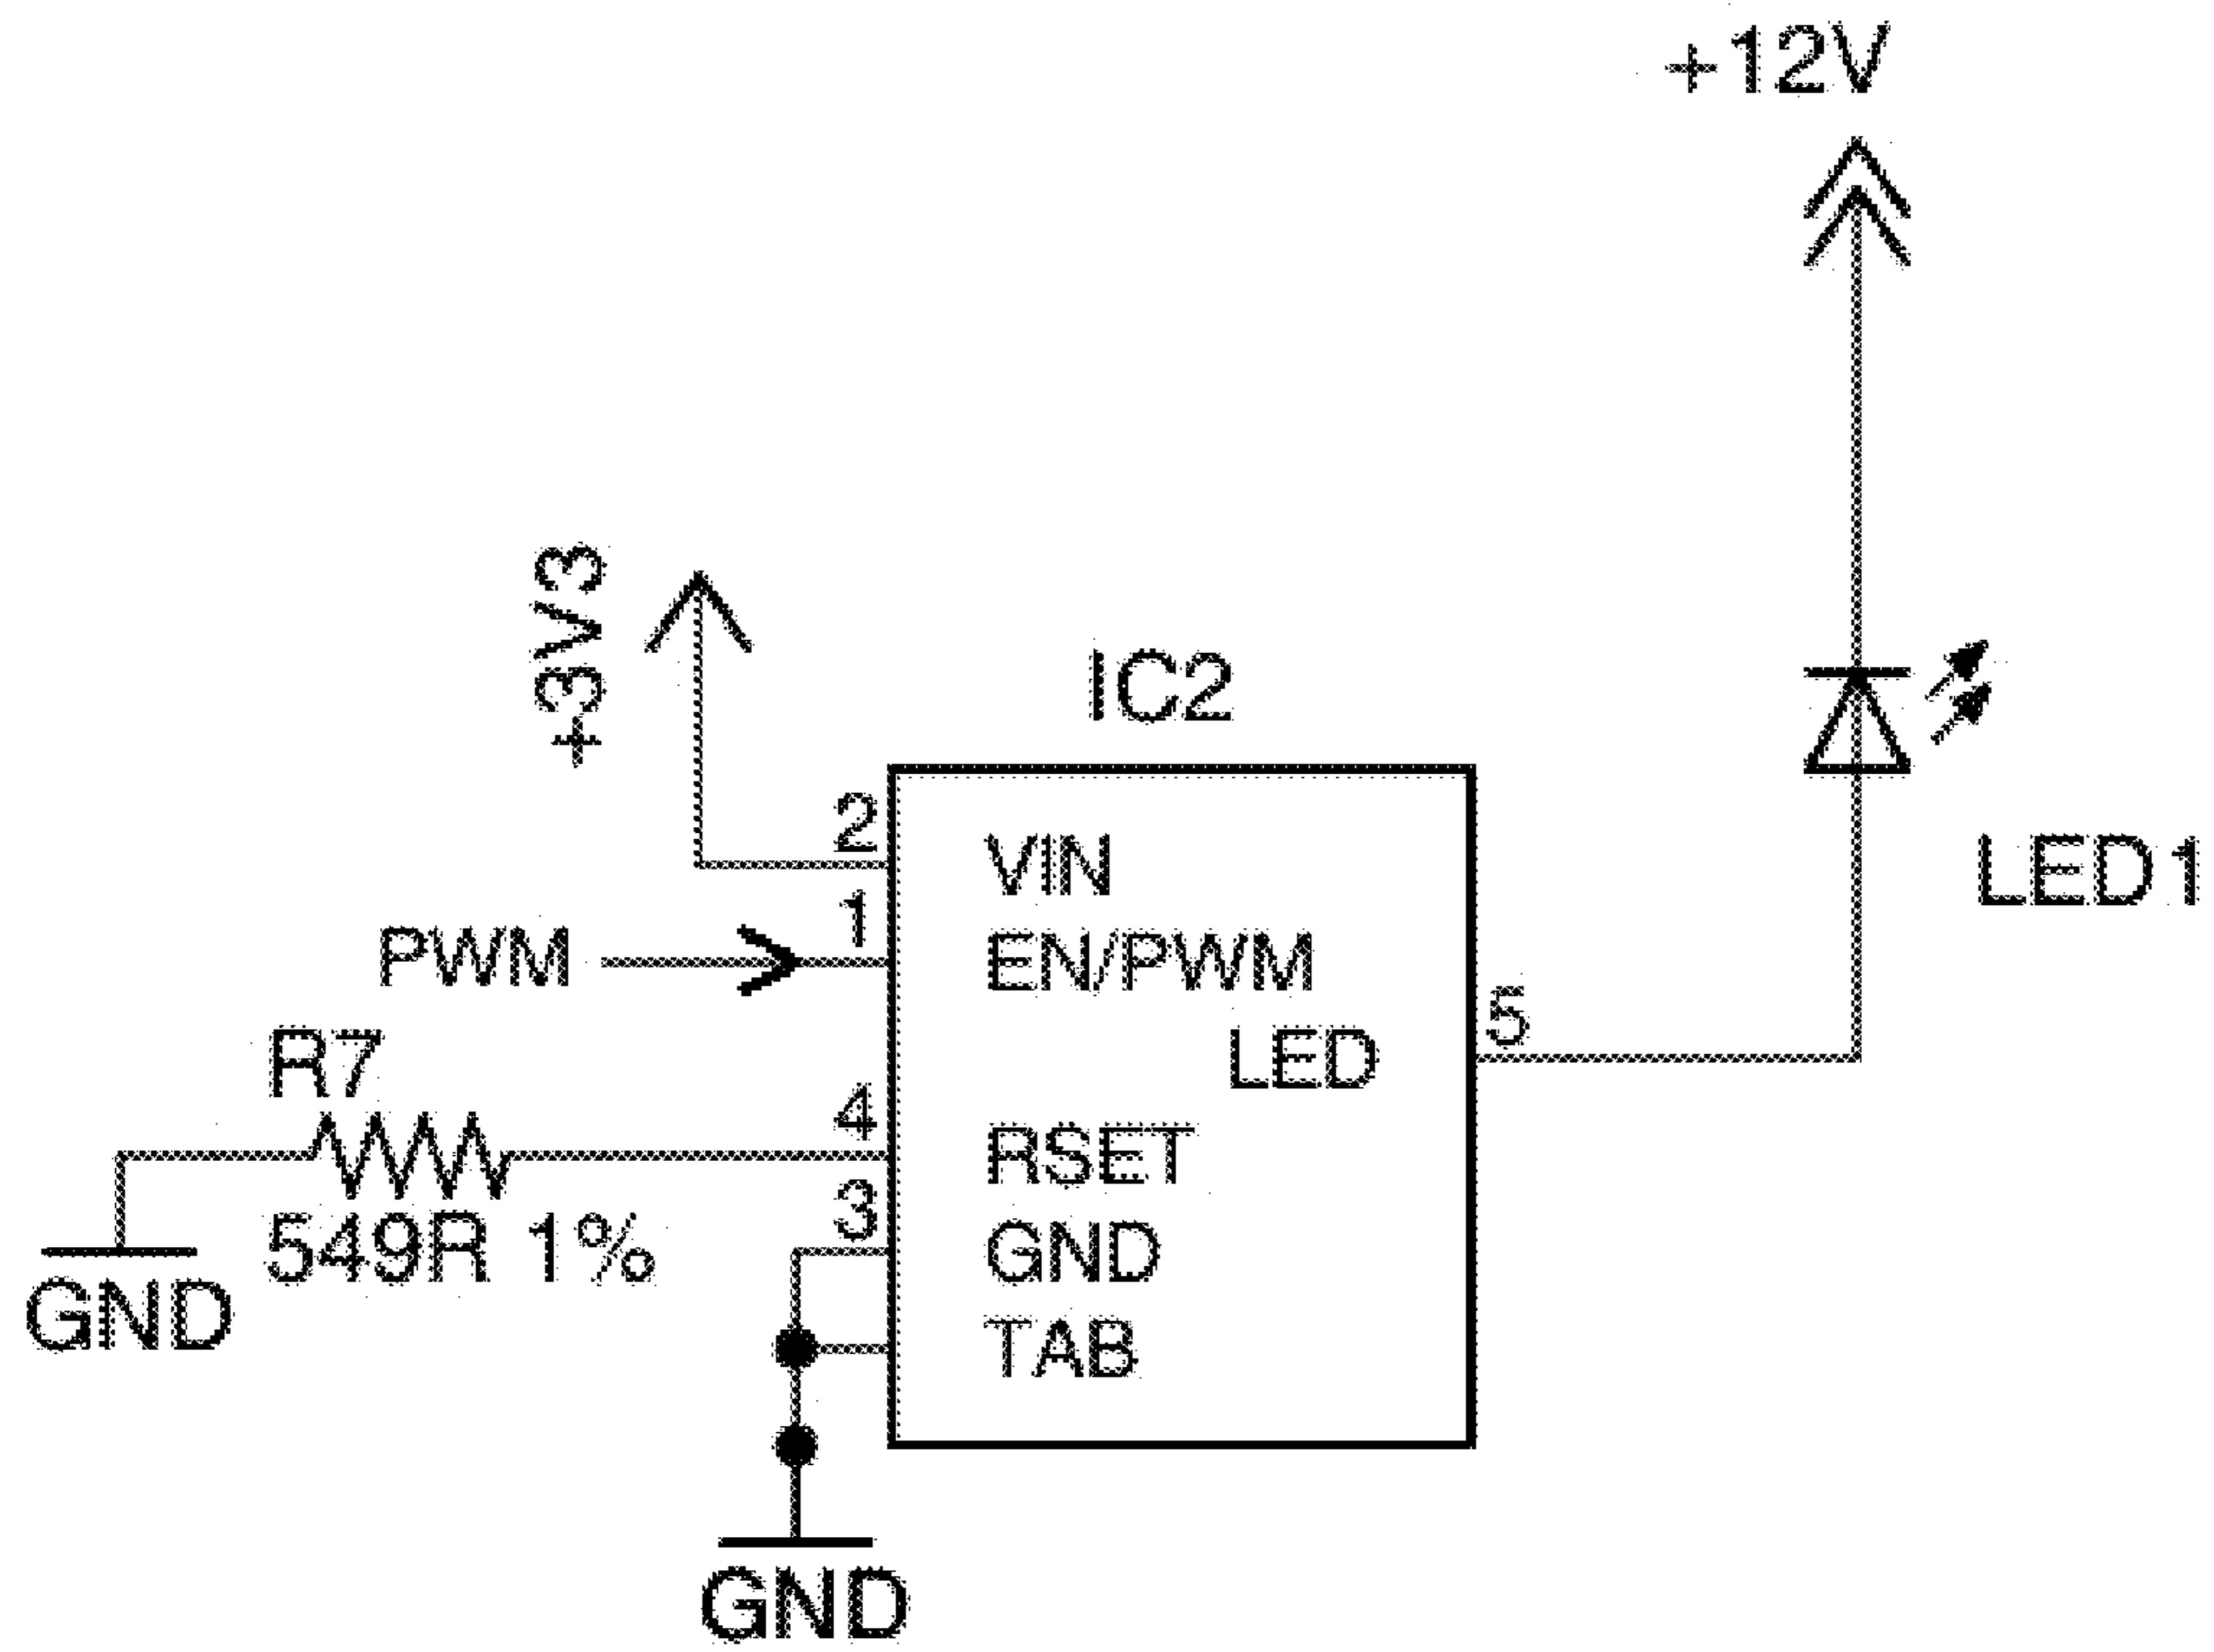 +12V
+3V3
IC2
2
VIN
LED1
1
PWM
EN/PWM
5
LED
R7
4
RSET
549R 1%
3
GND
GND
TAB
GND